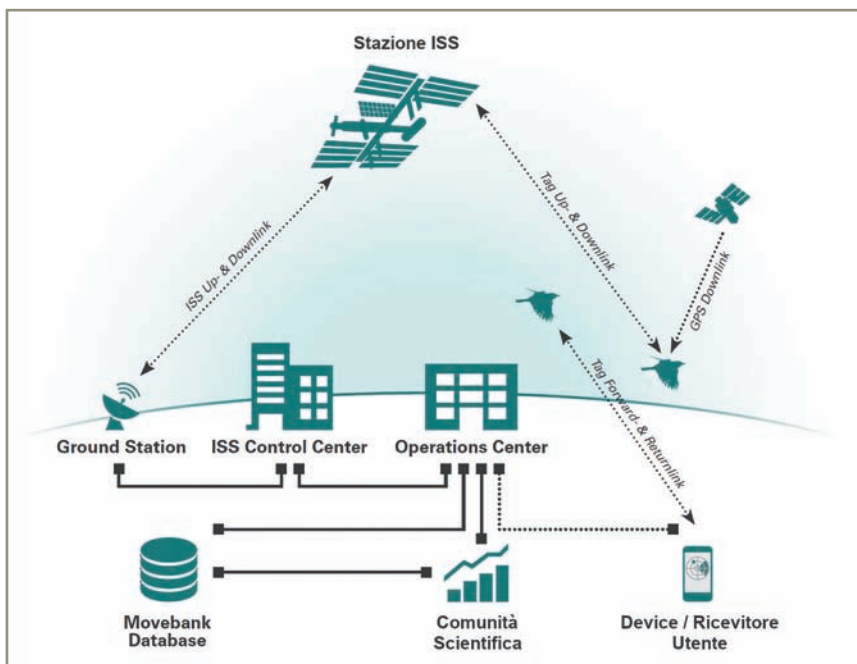 Stazione ISS
ISS Up- & Downlink
Tag Up- & Downlink
GPS Downlink
Tag Forward- & Returnlink
Ground Station
ISS Control Center
Operations Center
Movebank
Database
Comunità
Scientifica
Device / Ricevitore
Utente